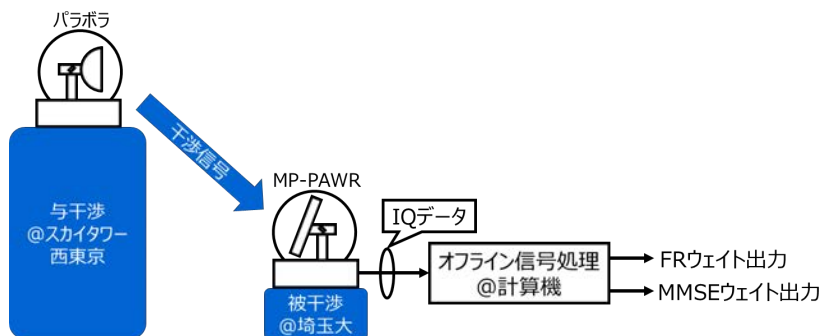 パラボラ
干渉信号
与干渉
@スカイタワー
西東京
MP-PAWR
被干渉
@埼玉大
IQデータ
オフライン信号処理
@計算機
FRウェイト出力
MMSEウェイト出力